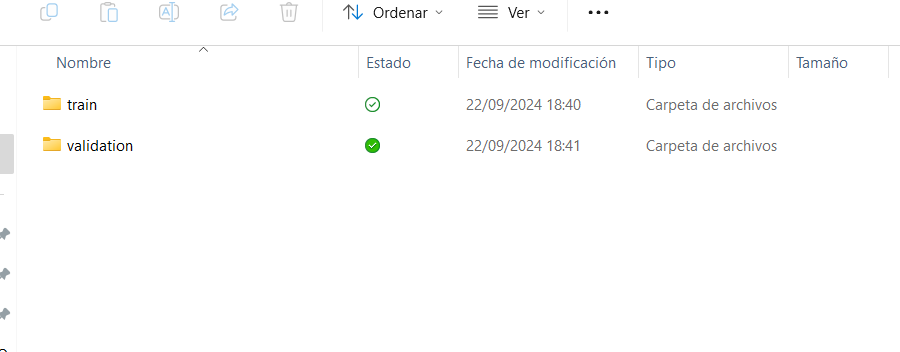 Ordenar Ver
Nombre Estado Fecha de modificación Tipo Tamaño
train 22/09/2024 18:40 Carpeta de archivos
validation 22/09/2024 18:41 Carpeta de archivos